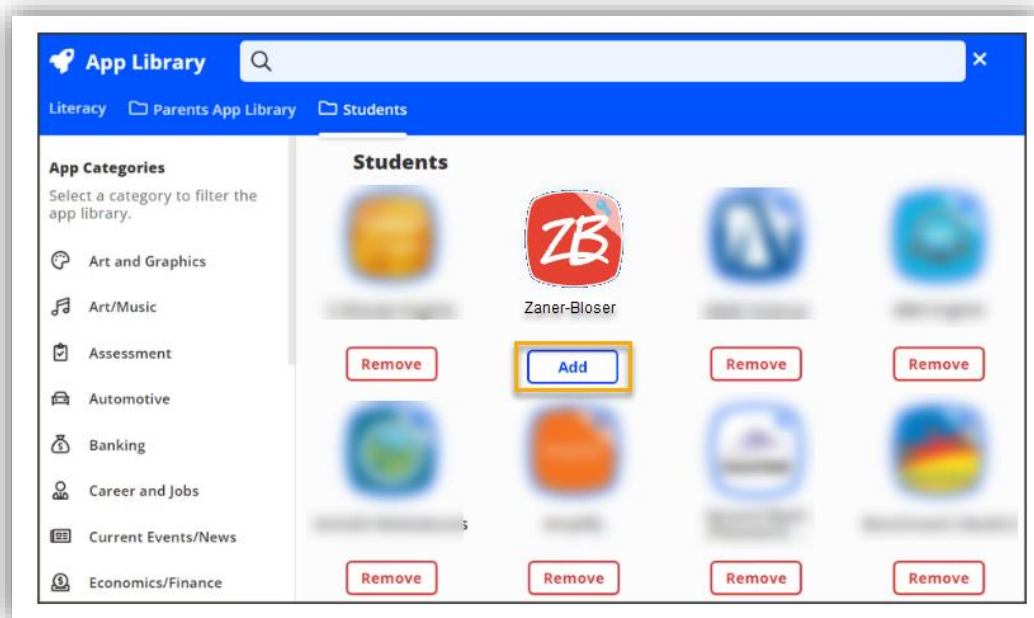 App Library
Literacy Parents App Library Students
App Categories
Select a category to filter the
app library.
Art and Graphics
Art/Music
Assessment
Automotive
Banking
Career and Jobs
Current Events/News
Economics/Finance
Students
ZB
Zaner-Bloser
Remove Add Remove Remove
s
Remove Remove Remove Remove